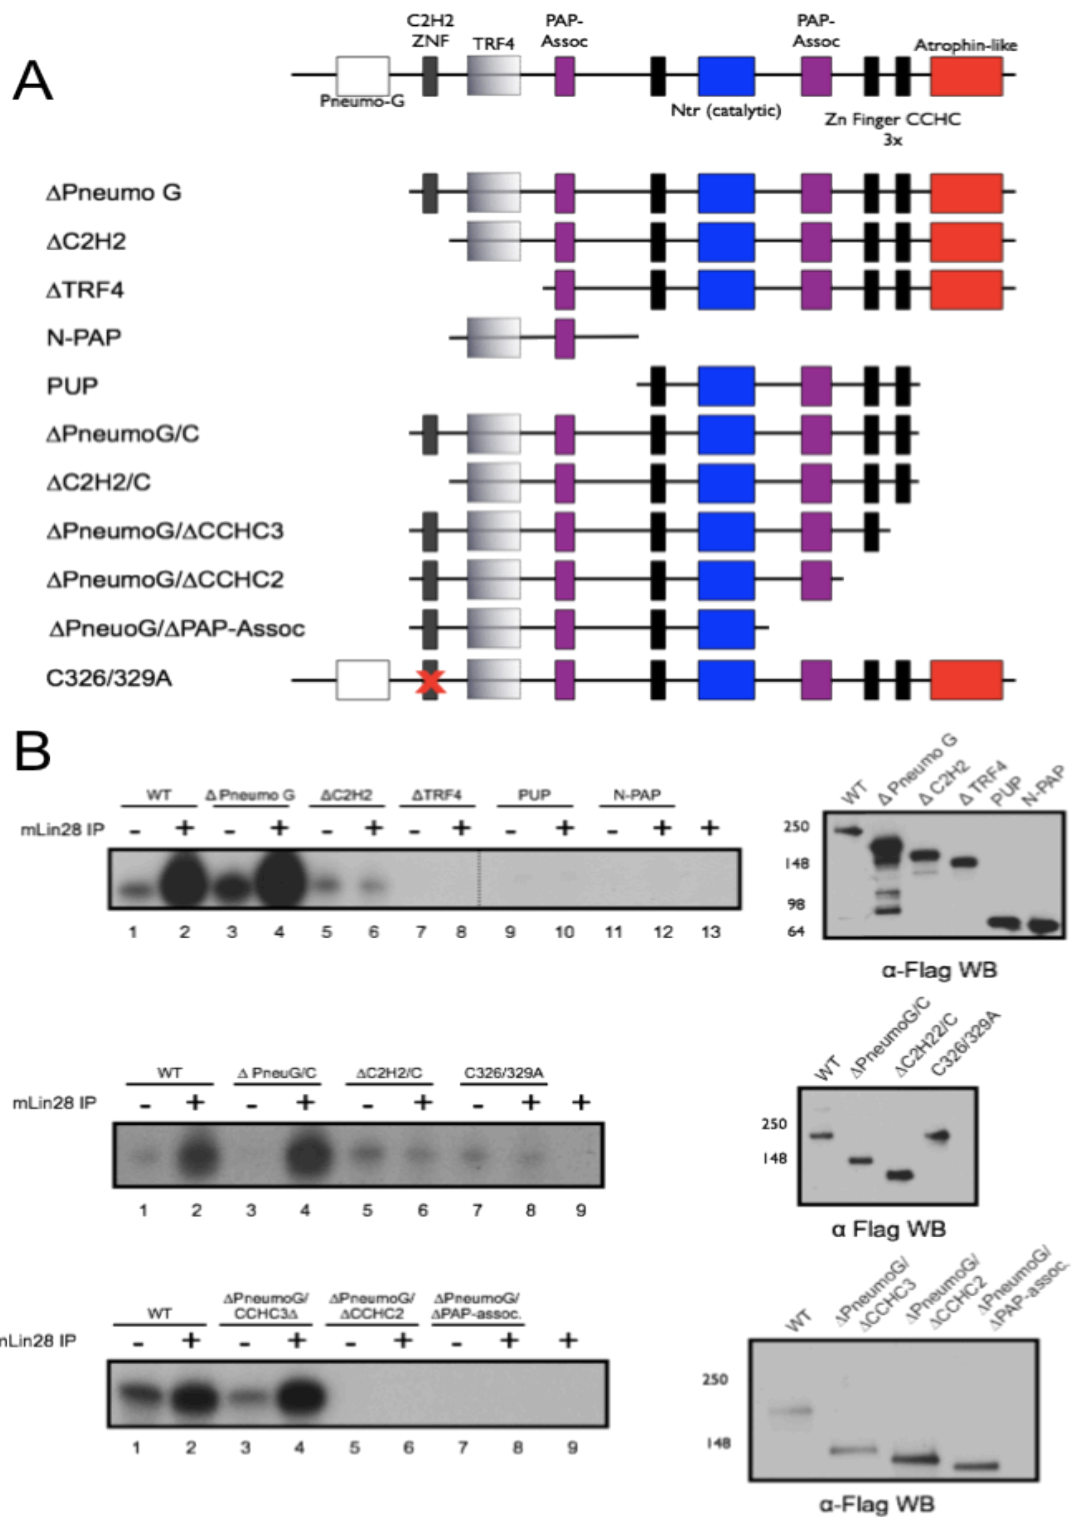 A
C2H2
ZNF
TRF4
PAP-
Assoc
PAP-
Assoc
Atrophin-like
Pneumo-G
Ntr (catalytic)
Zn Finger CCHC
3x
ΔPneumo G
ΔC2H2
ΔTRF4
N-PAP
PUP
ΔPneumoG/C
ΔC2H2/C
ΔPneumoG/ΔCCHC3
ΔPneumoG/ΔCCHC2
ΔPneuoG/ΔPAP-Assoc
C326/329A
B
WT Δ Pneumo G ΔC2H2 ΔTRF4 PUP N-PAP
mLin28 IP - + - + - + - + - + - + +
1 2 3 4 5 6 7 8 9 10 11 12 13
WT Δ Pneumo G Δ C2H2 Δ TRF4 PUP N-PAP
250
148
98
64
α-Flag WB
WT Δ PneuG/C ΔC2H2/C C326/329A
mLin28 IP - + - + - + - + +
1 2 3 4 5 6 7 8 9
WT ΔPneumoG/C ΔC2H22/C C326/329A
250
148
α Flag WB
WT ΔPneumoG/ CCHC3Δ ΔPneumoG/ ΔCCHC2 ΔPneumoG/ ΔPAP-assoc.
mLin28 IP - + - + - + - + +
1 2 3 4 5 6 7 8 9
WT ΔPneumoG/ ΔCCHC3 ΔPneumoG/ ΔCCHC2 ΔPneumoG/ ΔPAP-assoc.
250
148
α-Flag WB